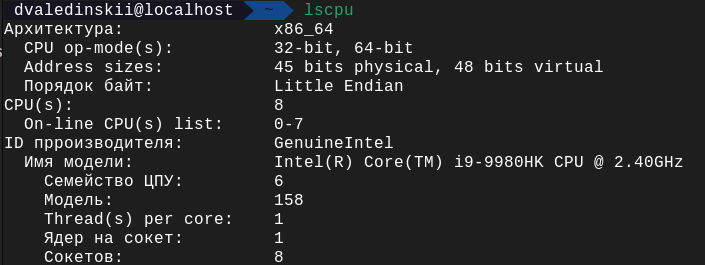 dvaledinskii@localhost ~ lscpu
Архитектура: x86_64
CPU op-mode(s): 32-bit, 64-bit
Address sizes: 45 bits physical, 48 bits virtual
Порядок байт: Little Endian
CPU(s): 8
On-line CPU(s) list: 0-7
ID прроизводителя: GenuineIntel
Имя модели: Intel(R) Core(TM) i9-9980HK CPU @ 2.40GHz
Семейство ЦПУ: 6
Модель: 158
Thread(s) per core: 1
Ядер на сокет: 1
Сокетов: 8